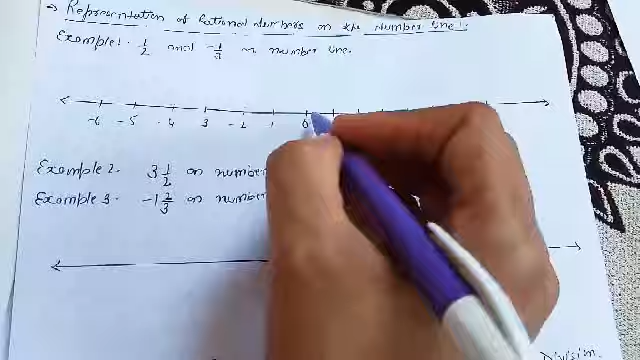 → Representation of Rational Numbers on the Number line:
Example 1. 1/2 and -1/2 on number line.
-6 -5 -4 3 -2 1 0
Example 2. 3 1/2 on number
Example 3. -1 2/3 on number
Division